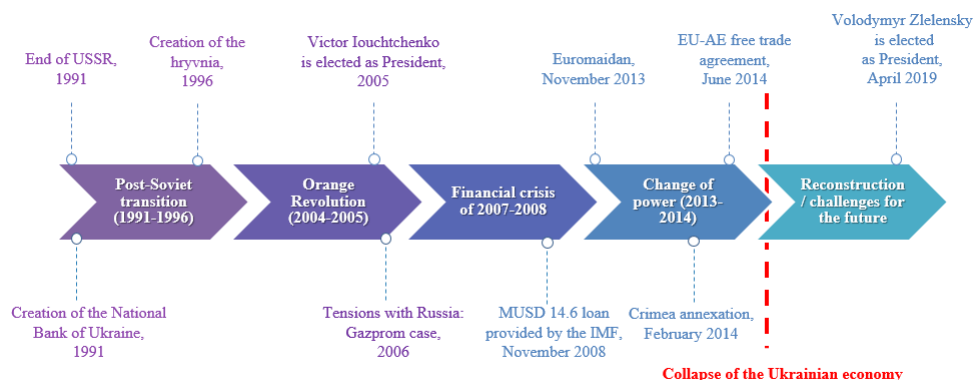 End of USSR,
1991
Creation of the
hryvnia,
1996
Victor Iouchtchenko
is elected as President,
2005
Euromaidan,
November 2013
EU-AE free trade
agreement,
June 2014
Volodymyr Zlelensky
is elected
as President,
April 2019
Post-Soviet
transition
(1991-1996)
Orange
Revolution
(2004-2005)
Financial crisis
of 2007-2008
Change of
power (2013-
2014)
Reconstruction
/ challenges for
the future
Creation of the National
Bank of Ukraine,
1991
Tensions with Russia:
Gazprom case,
2006
MUSD 14.6 loan
provided by the IMF,
November 2008
Crimea annexation,
February 2014
Collapse of the Ukrainian economy